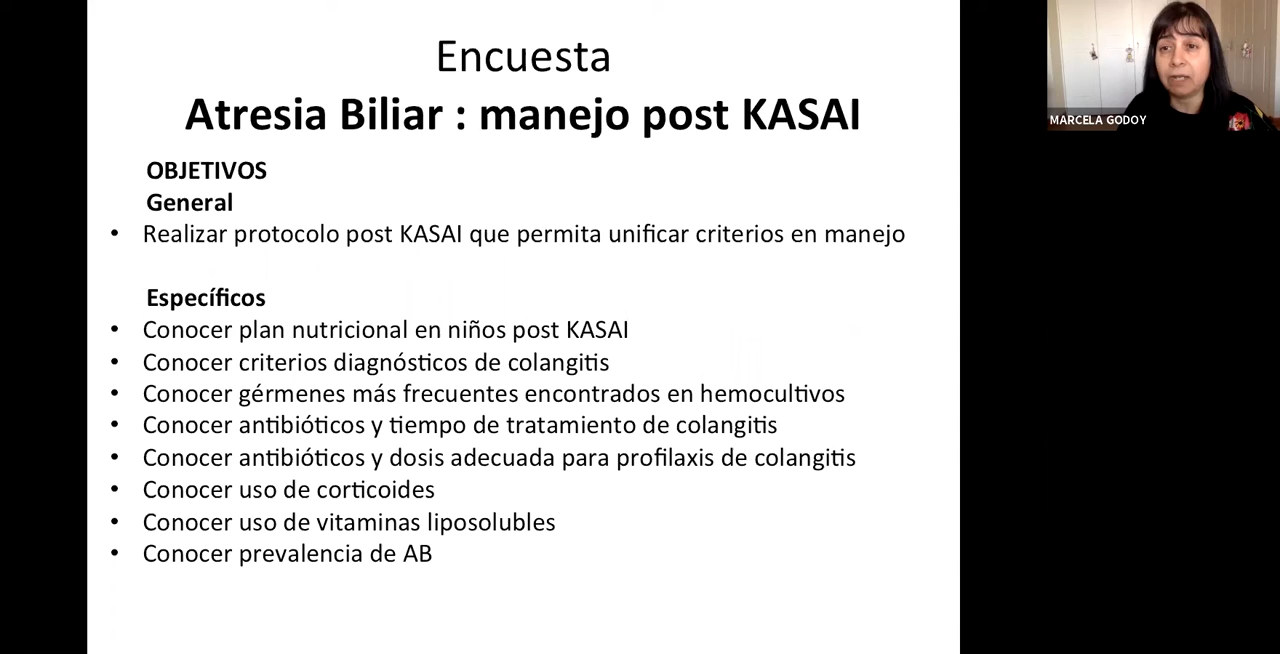 Encuesta
Atresia Biliar : manejo post KASAI
OBJETIVOS
General
• Realizar protocolo post KASAI que permita unificar criterios en manejo
Específicos
• Conocer plan nutricional en niños post KASAI
• Conocer criterios diagnósticos de colangitis
• Conocer gérmenes más frecuentes encontrados en hemocultivos
• Conocer antibióticos y tiempo de tratamiento de colangitis
• Conocer antibióticos y dosis adecuada para profilaxis de colangitis
• Conocer uso de corticoides
• Conocer uso de vitaminas liposolubles
• Conocer prevalencia de AB
MARCELA GODOY